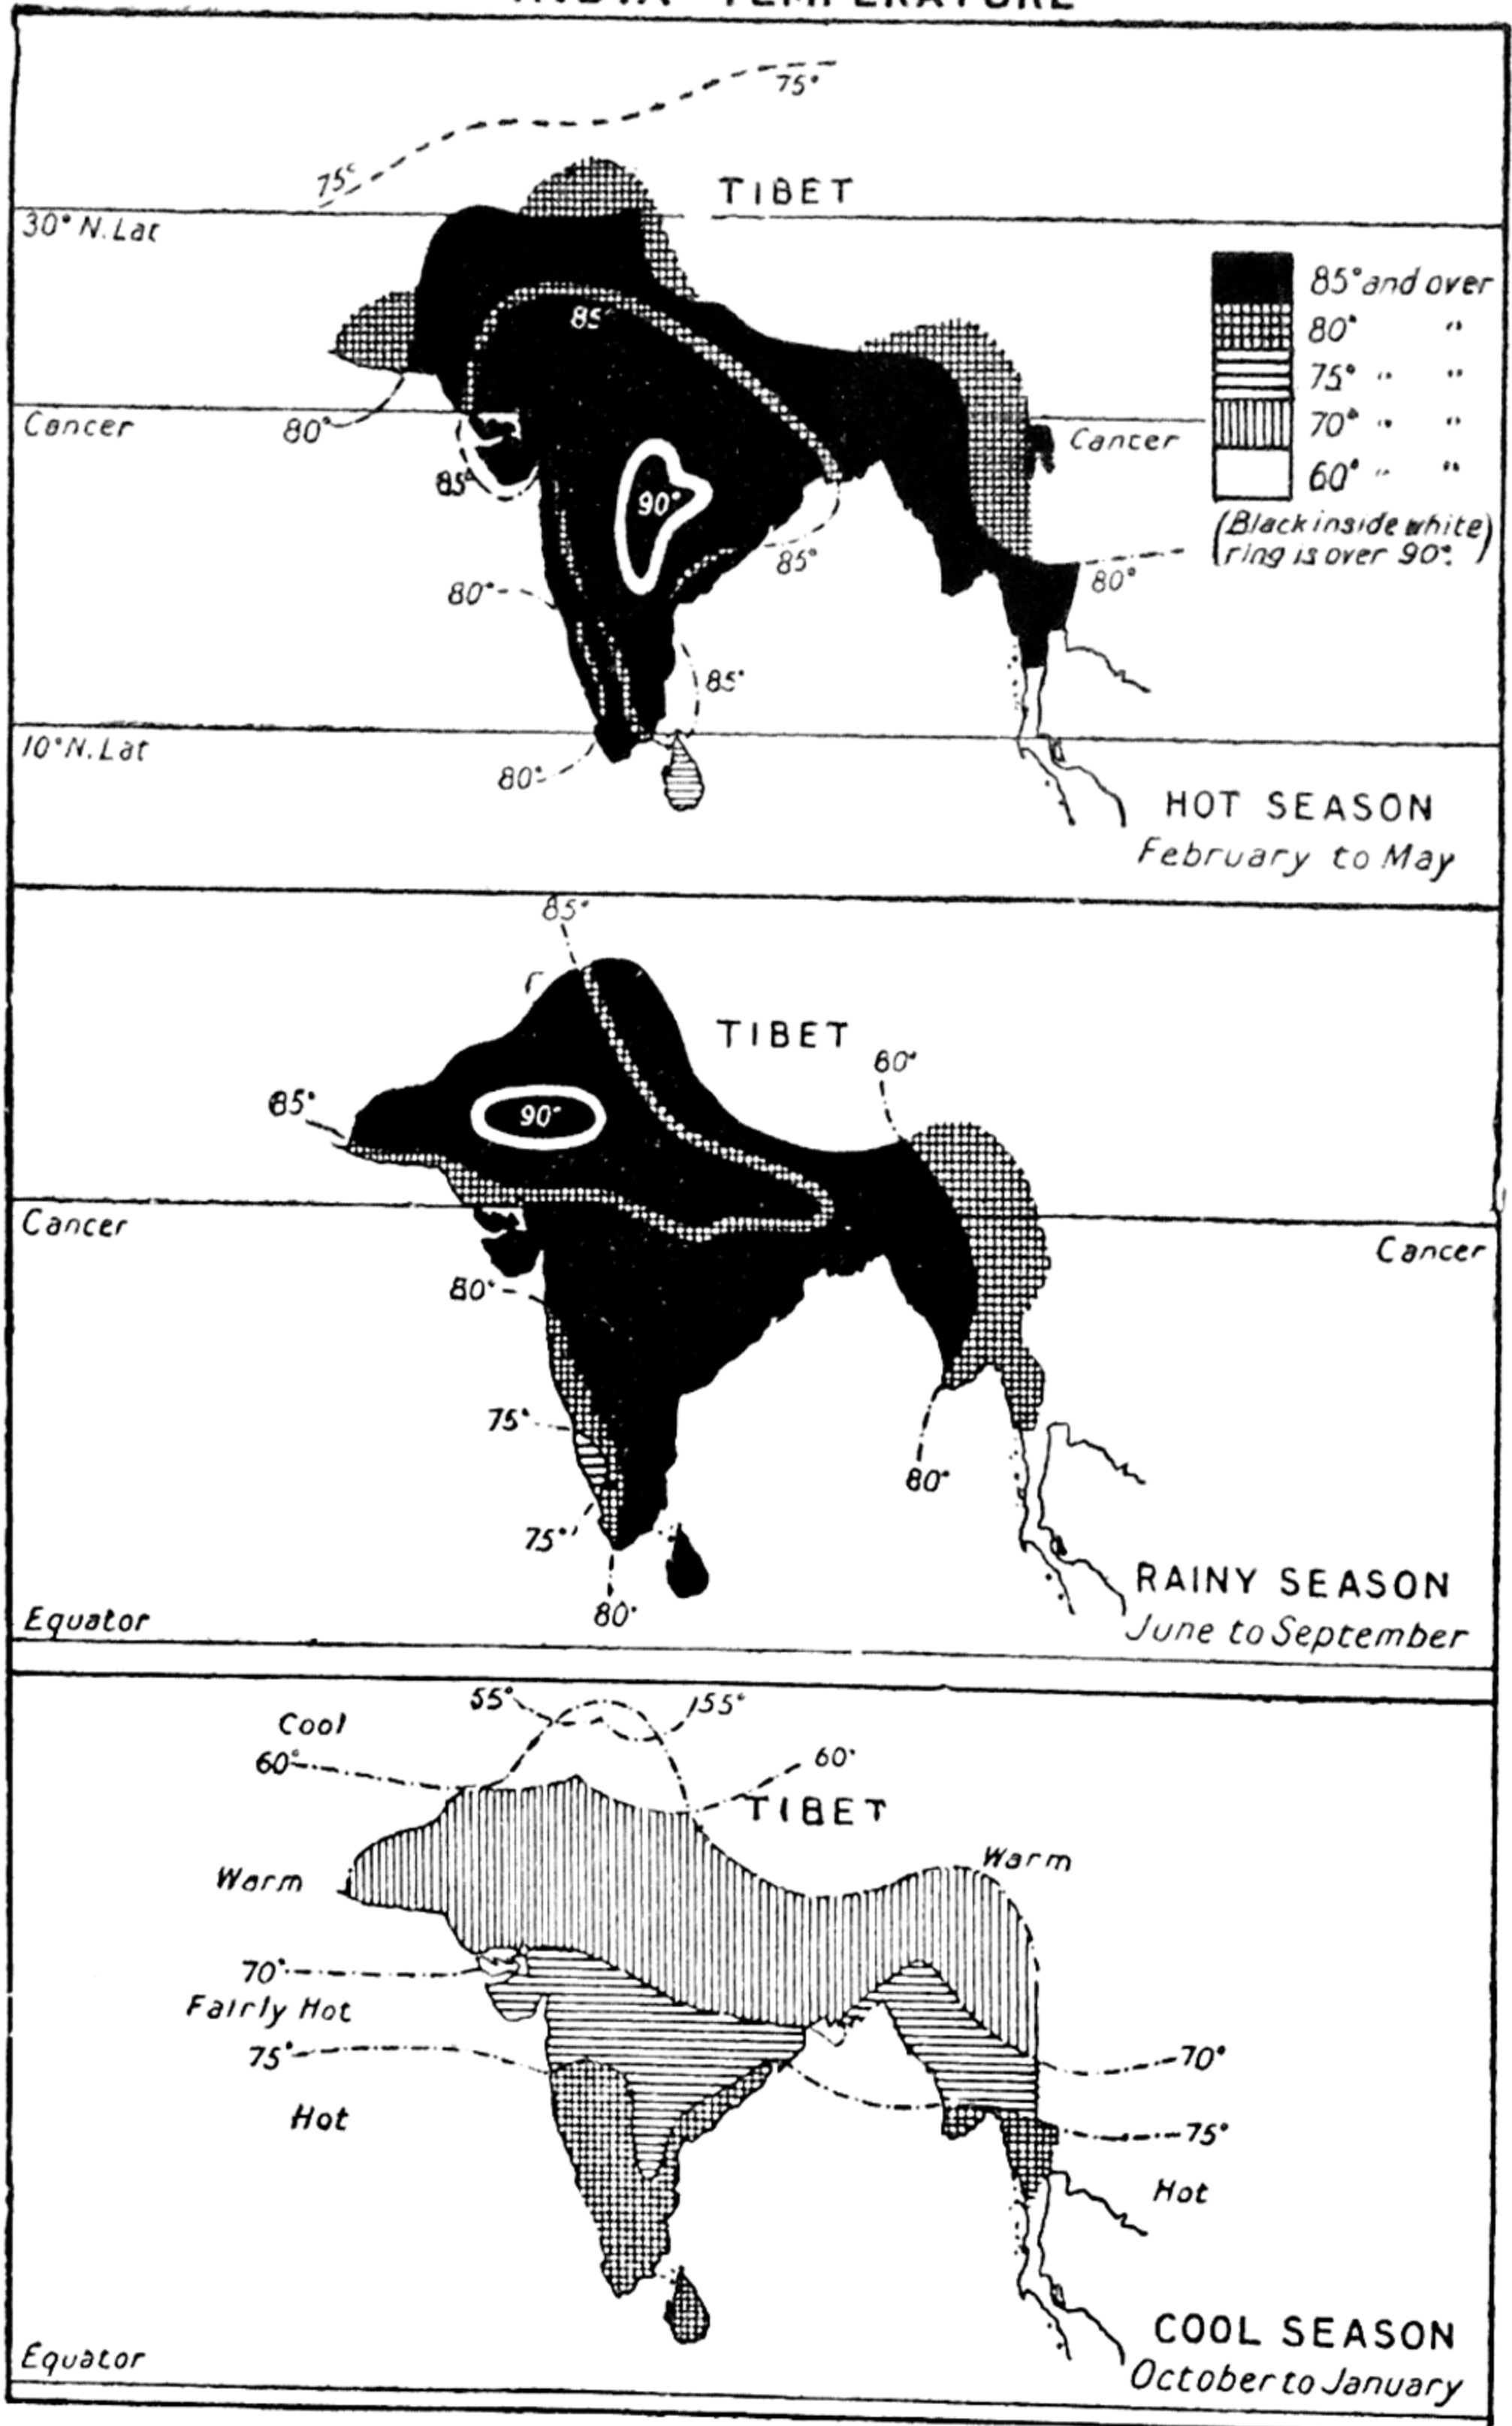 INDIA TEMPERATURE
75°
75°
TIBET
30° N. Lat
85° and over
80° "
75° " "
70° " "
60° " "
(Black inside white)
(ring is over 90°.)
85°
80°
Cancer
Cancer
85°
90°
85°
80°
80°
85°
10° N. Lat
80°
HOT SEASON
February to May
85°
TIBET
80°
85°
90°
Cancer
Cancer
80°
75°
80°
75°
80°
RAINY SEASON
June to September
Equator
55°
55°
Cool
60°
60°
TIBET
Warm
Warm
70°
Fairly Hot
75°
70°
Hot
75°
Hot
COOL SEASON
October to January
Equator